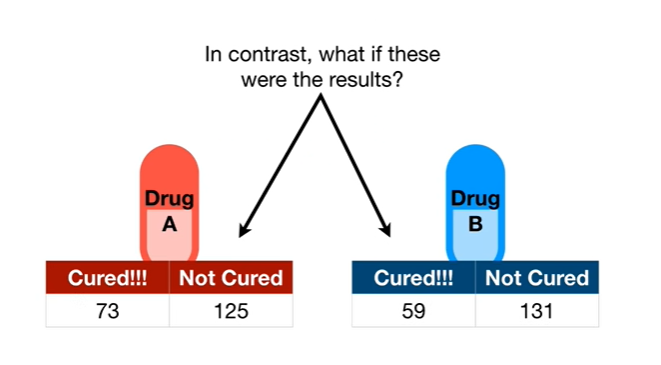 In contrast, what if these
were the results?
Drug
A
Drug
B
Cured!!! Not Cured
73 125
Cured!!! Not Cured
59 131